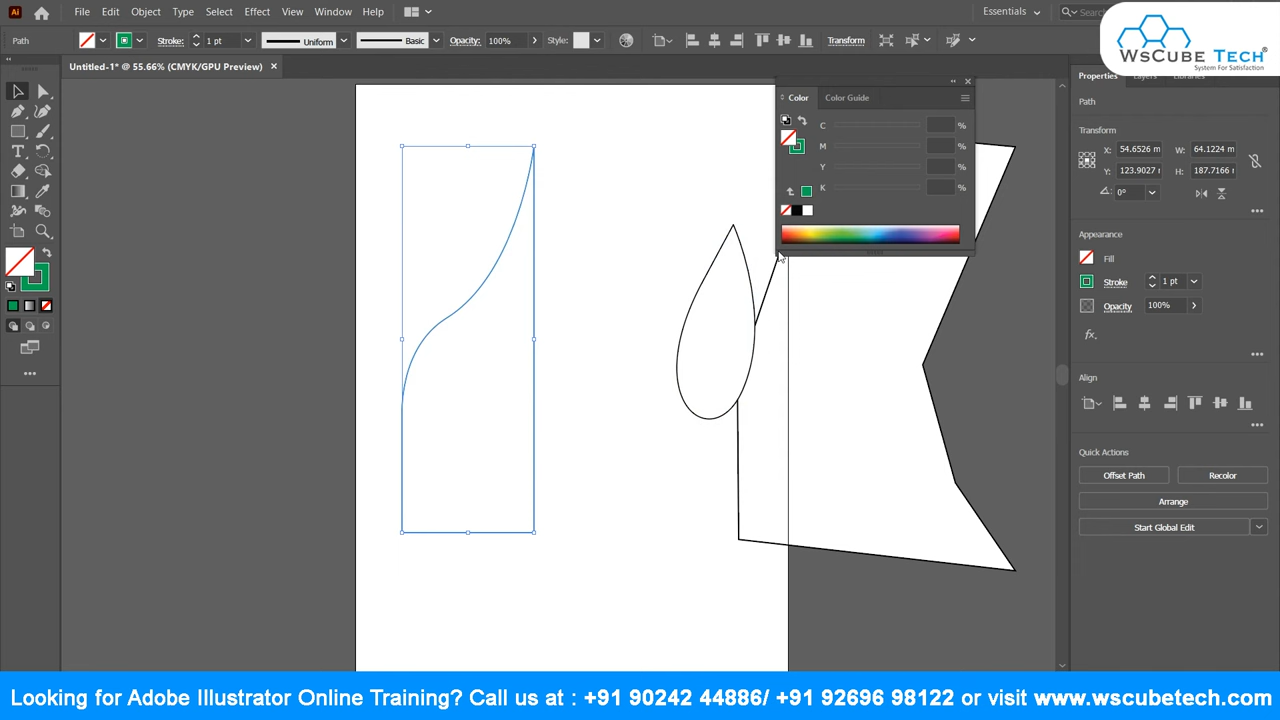 Ai File Edit Object Type Select Effect View Window Help Essentials Search
WsCube Tech®
System For Satisfaction
Path Stroke: 1 pt Uniform Basic Opacity: 100% Style: Transform
Untitled-1* @ 55.66% (CMYK/GPU Preview) ×
Properties Layers Libraries
Color Color Guide
C %
M %
Y %
K %
Path
Transform
X: 54.6526 m W: 64.1224 m
Y: 123.9027 i H: 187.7166 m
0°
Appearance
Fill
Stroke 1 pt
Opacity 100%
fx.
Align
Quick Actions
Offset Path Recolor
Arrange
Start Global Edit
Looking for Adobe Illustrator Online Training? Call us at : +91 90242 44886/ +91 92696 98122 or visit www.wscubetech.com